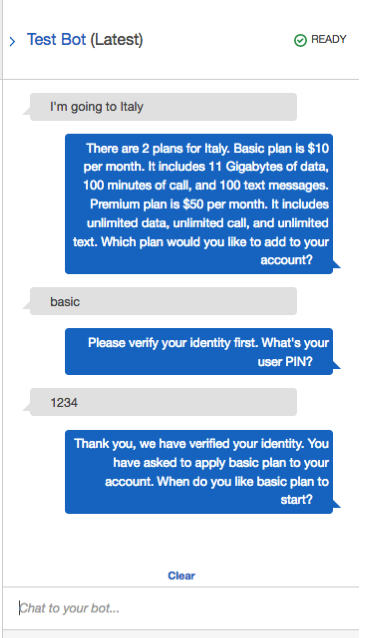 Test Bot (Latest)
READY
I'm going to Italy
There are 2 plans for Italy. Basic plan is $10
per month. It includes 11 Gigabytes of data,
100 minutes of call, and 100 text messages.
Premium plan is $50 per month. It includes
unlimited data, unlimited call, and unlimited
text. Which plan would you like to add to your
account?
basic
Please verify your identity first. What's your
user PIN?
1234
Thank you, we have verified your identity. You
have asked to apply basic plan to your
account. When do you like basic plan to
start?
Clear
Chat to your bot...